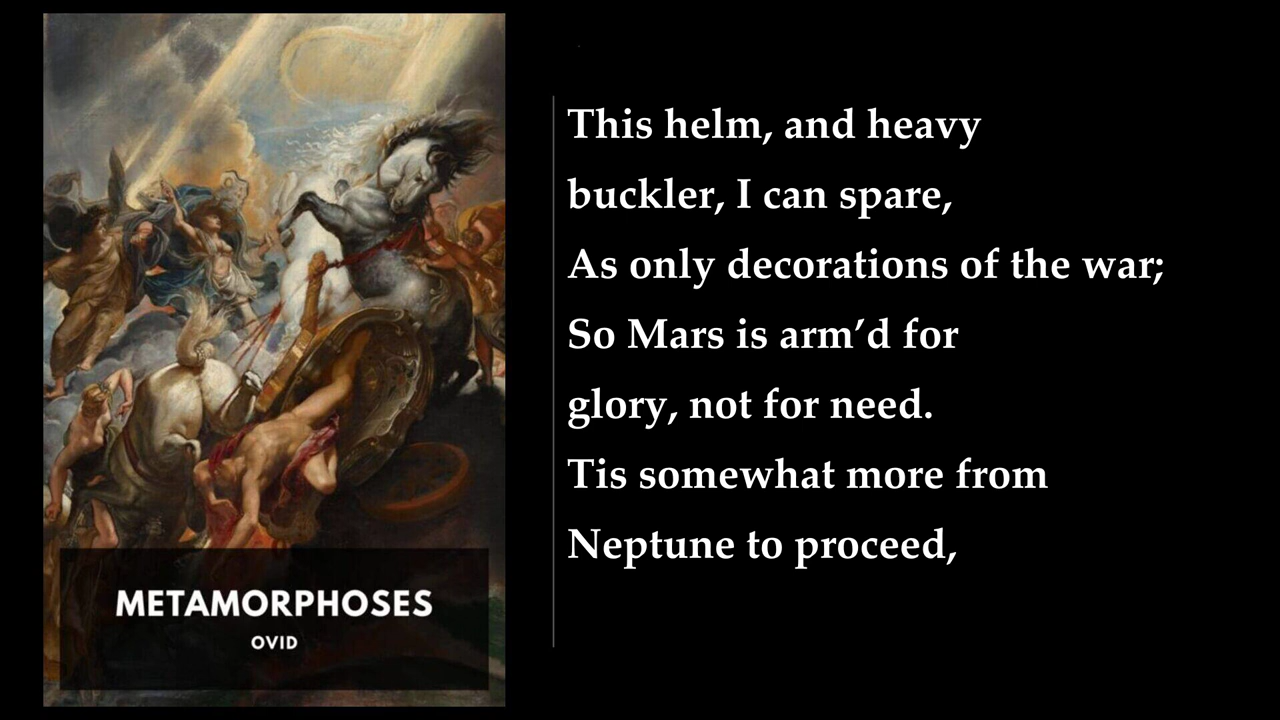 METAMORPHOSES
OVID
This helm, and heavy
buckler, I can spare,
As only decorations of the war;
So Mars is arm’d for
glory, not for need.
Tis somewhat more from
Neptune to proceed,